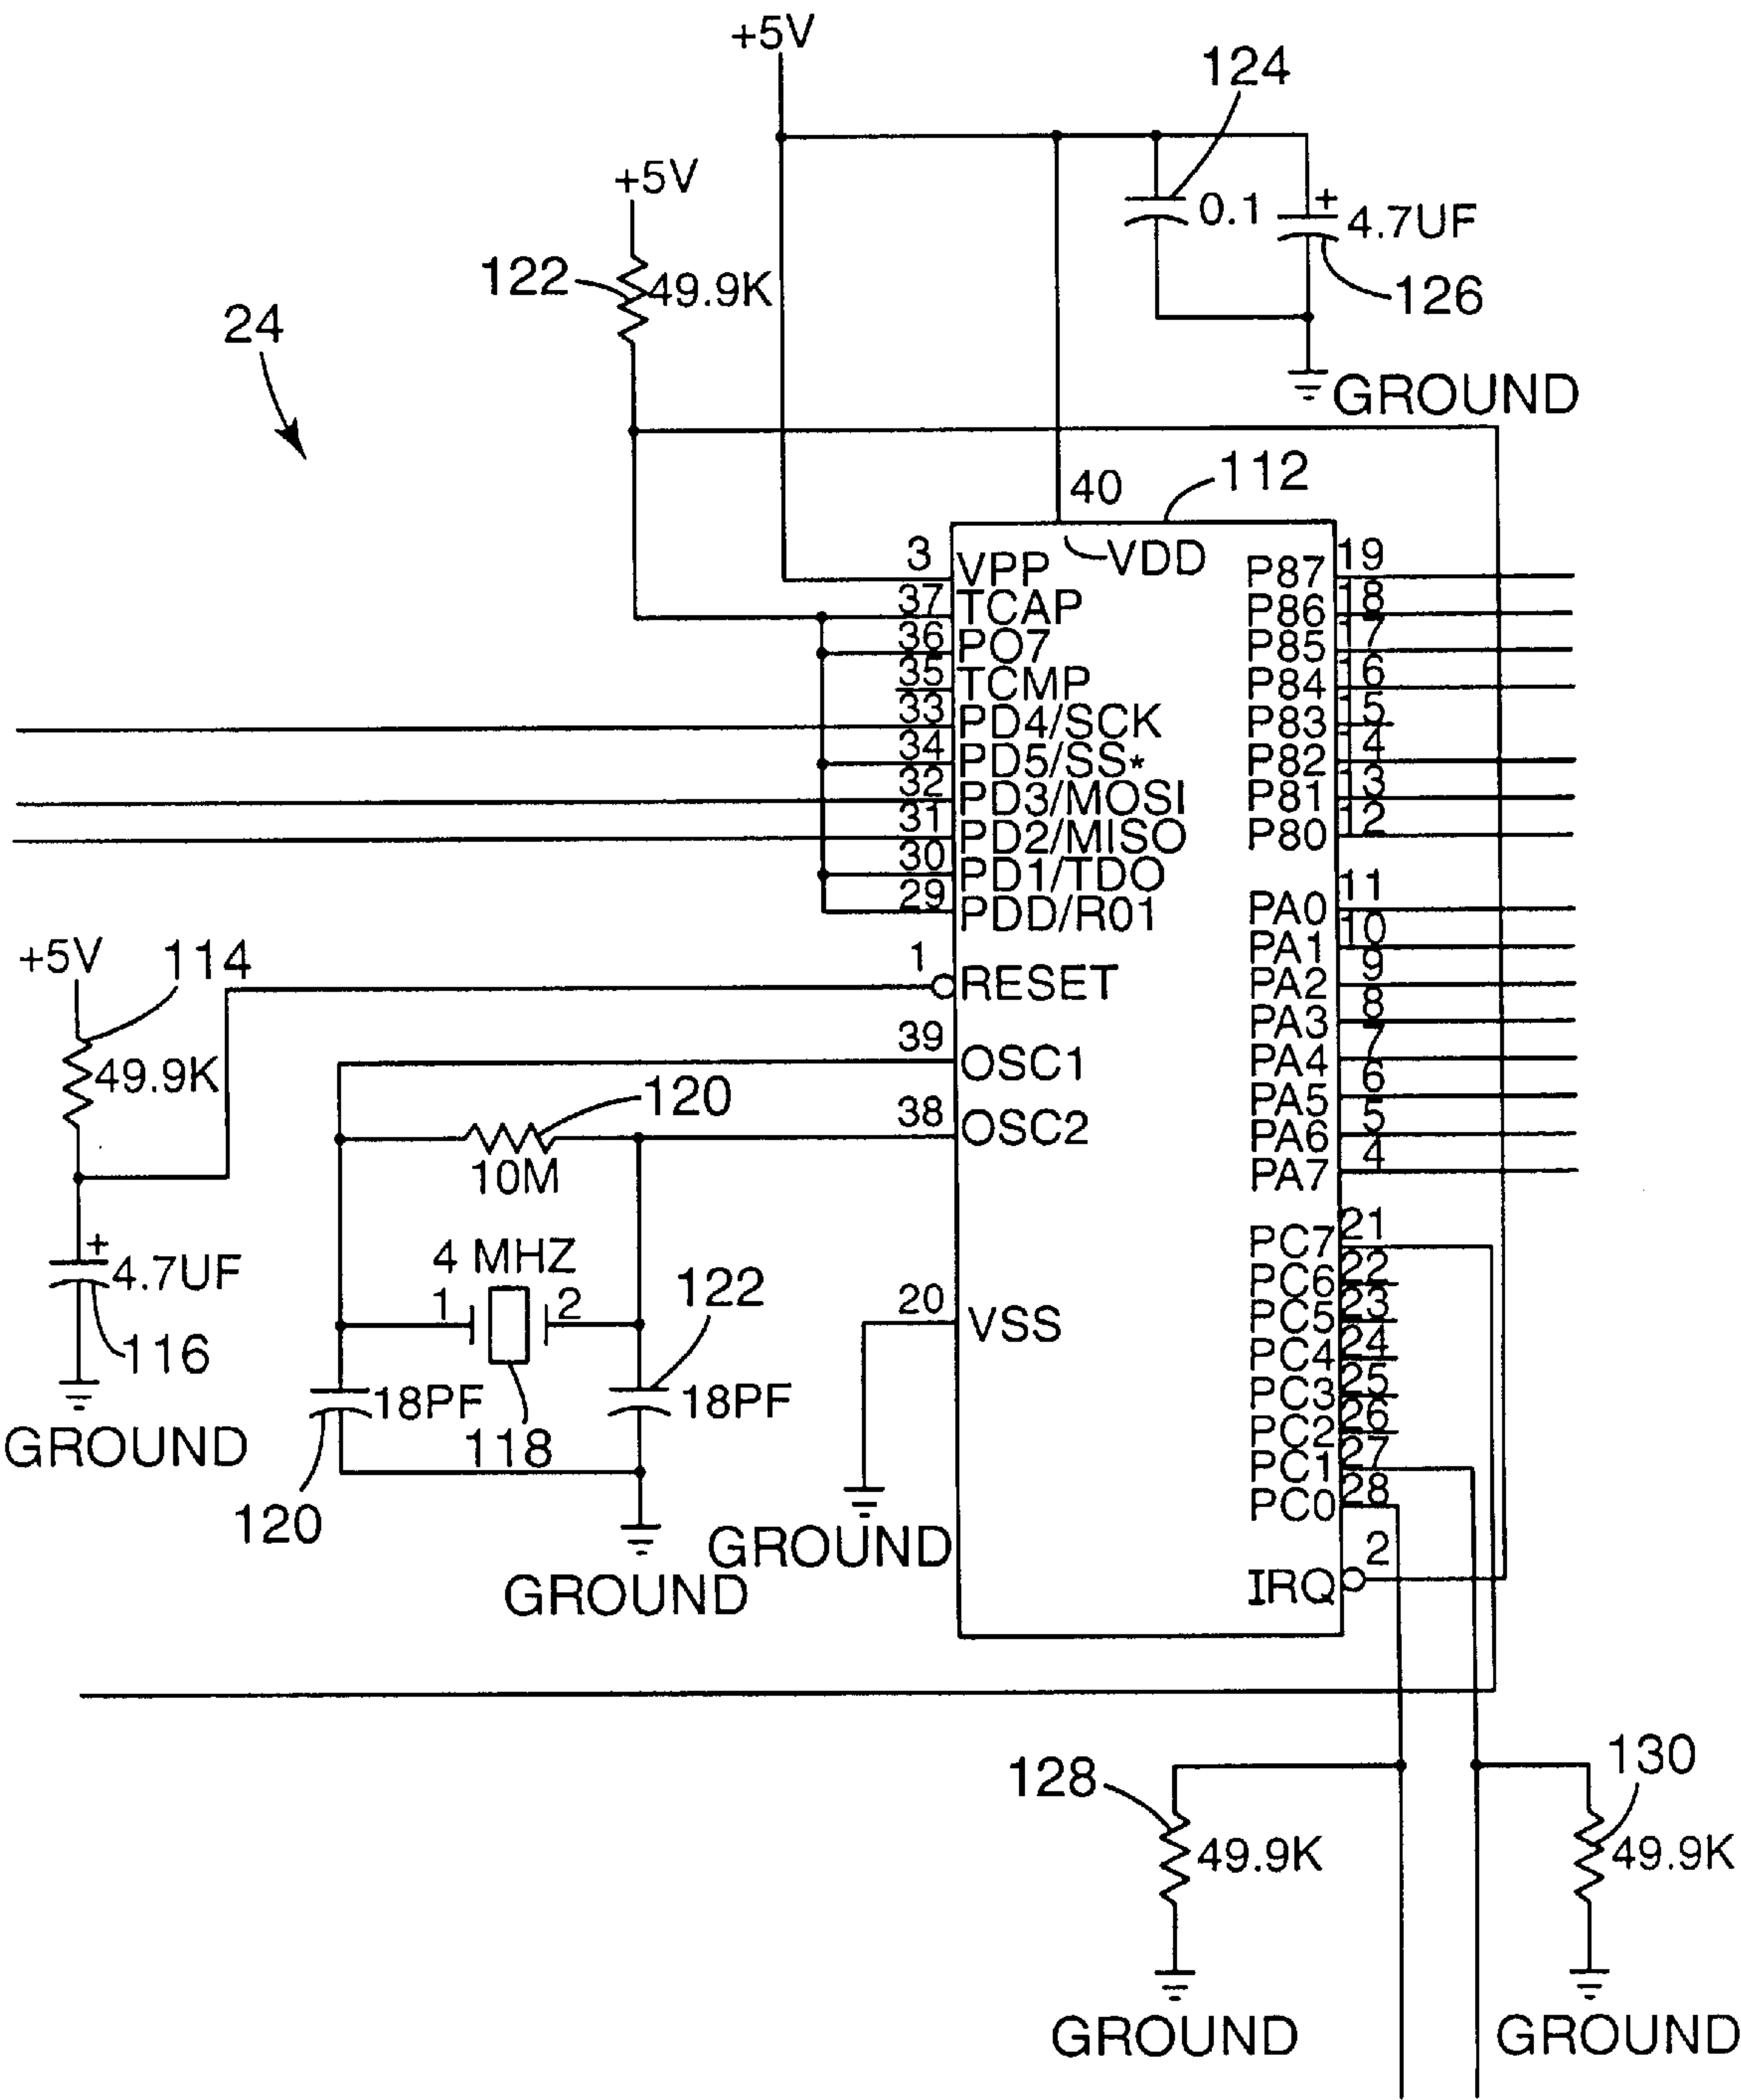 +5V
124
+5V
0.1
+
4.7UF
122
49.9K
126
24
GROUND
40
112
VDD
3
VPP
37
TCAP
36
PO7
35
TCMP
33
PD4/SCK
34
PD5/SS*
32
PD3/MOSI
31
PD2/MISO
30
PD1/TDO
29
PDD/R01
1
RESET
39
OSC1
38
OSC2
20
VSS
P87
19
P86
18
P85
17
P84
16
P83
15
P82
14
P81
13
P80
12
PA0
11
PA1
10
PA2
9
PA3
8
PA4
7
PA5
6
PA6
5
PA7
4
PC7
21
PC6
22
PC5
23
PC4
24
PC3
25
PC2
26
PC1
27
PC0
28
IRQ
2
+5V
114
49.9K
+
4.7UF
116
GROUND
120
10M
4 MHZ
1
2
122
18PF
18PF
118
120
GROUND
GROUND
128
49.9K
GROUND
130
49.9K
GROUND